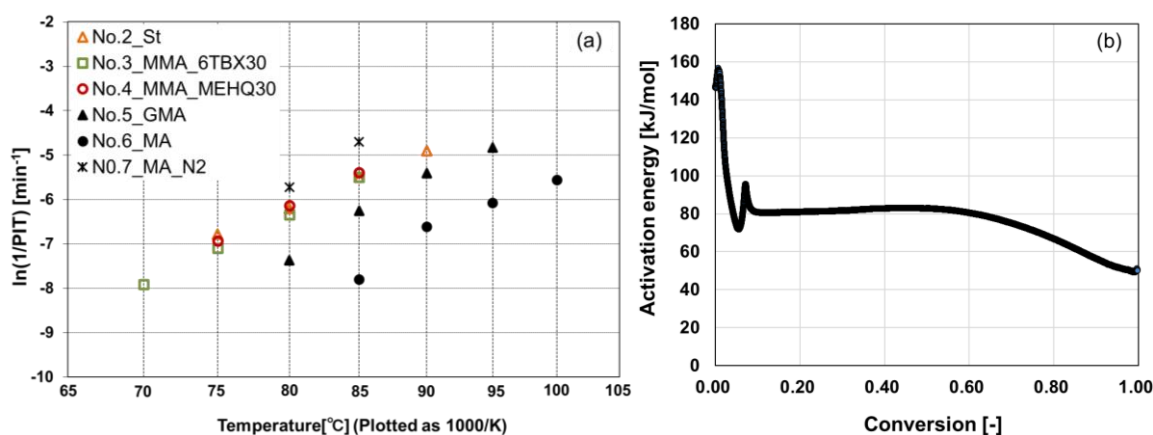 -2
-3
-4
-5
-6
-7
-8
-9
-10
ln(1/PIT) [min⁻¹]
No.2_St
No.3_MMA_6TBX30
No.4_MMA_MEHQ30
No.5_GMA
No.6_MA
N0.7_MA_N2
(a)
65 70 75 80 85 90 95 100 105
Temperature[℃] (Plotted as 1000/K)
180
160
140
120
100
80
60
40
20
0
Activation energy [kJ/mol]
(b)
0.00 0.20 0.40 0.60 0.80 1.00
Conversion [-]